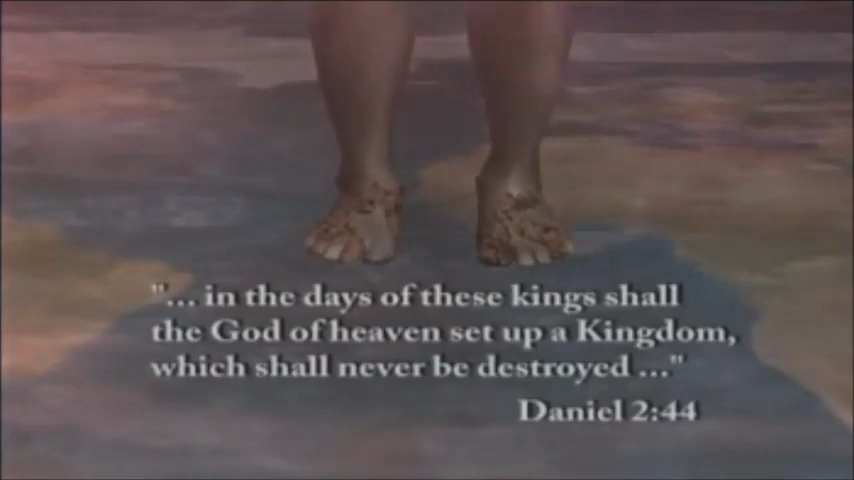 "... in the days of these kings shall
the God of heaven set up a Kingdom,
which shall never be destroyed ..."
Daniel 2:44